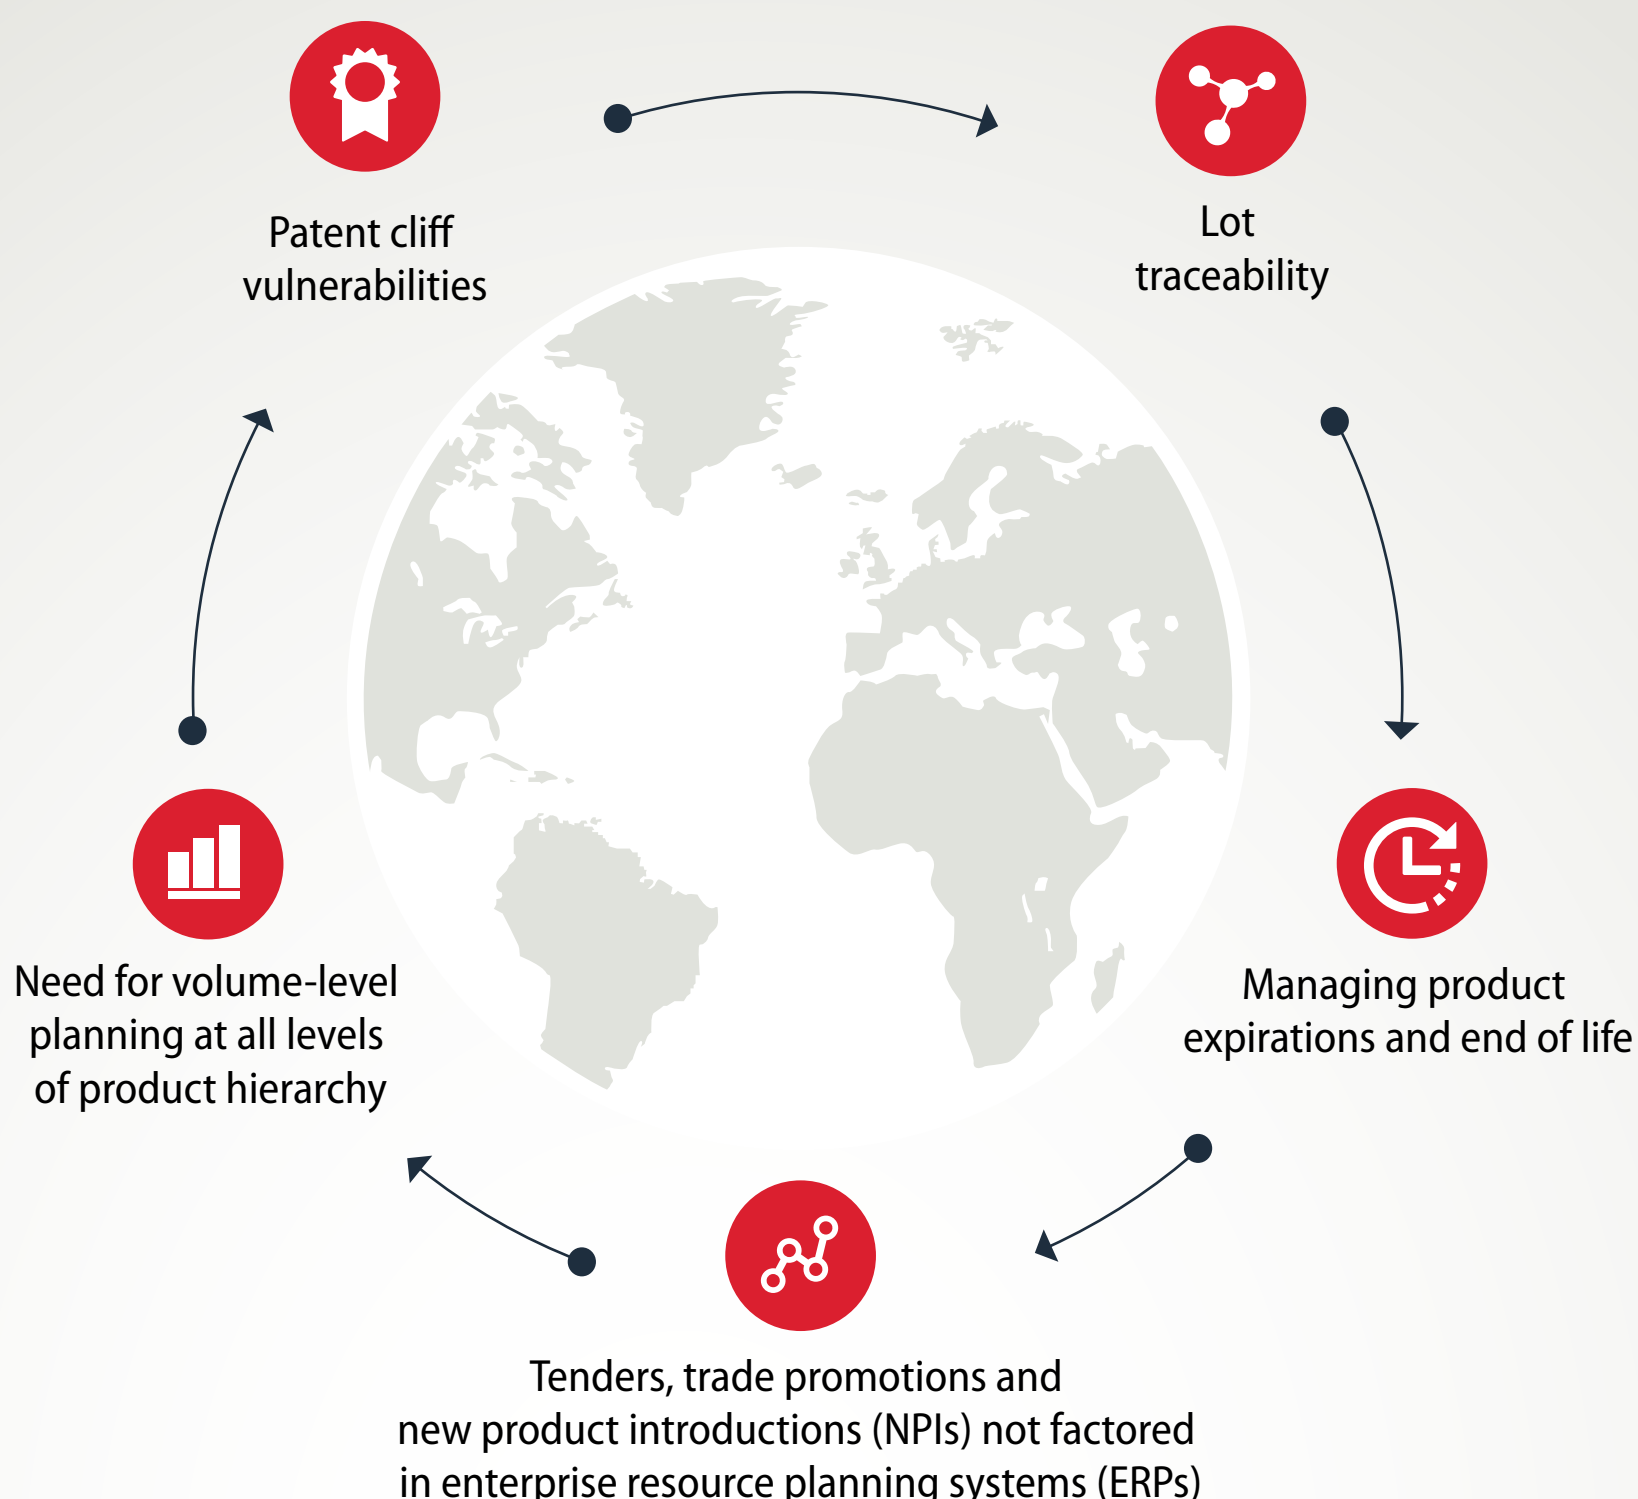 Patent cliff
vulnerabilities
Lot
traceability
Managing product
expirations and end of life
Tenders, trade promotions and
new product introductions (NPIs) not factored
in enterprise resource planning systems (ERPs)
Need for volume-level
planning at all levels
of product hierarchy